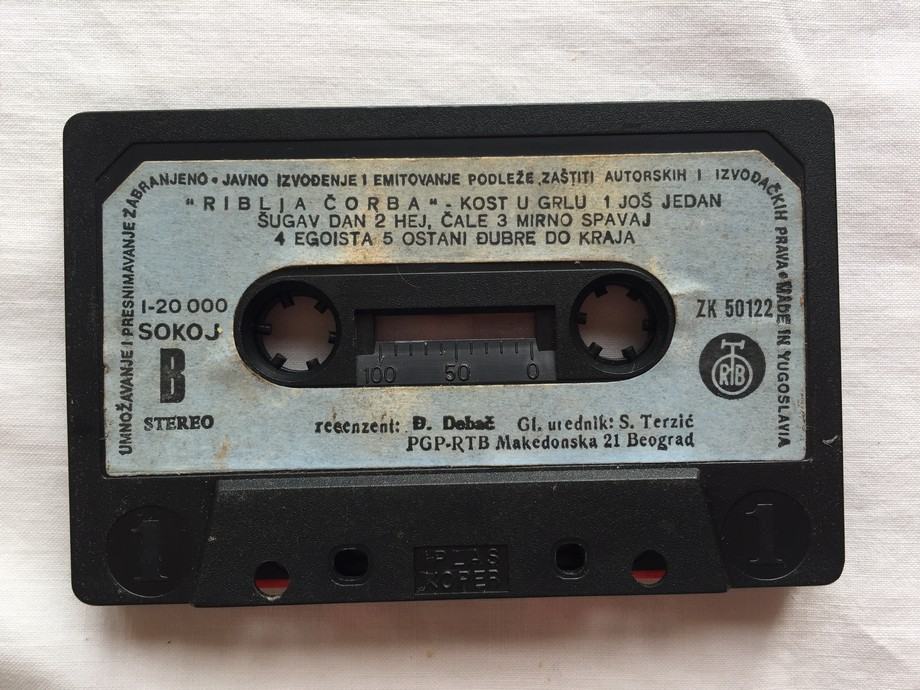 UMNOŽAVANJE I PRESNIMAVANJE ZABRANJENO • JAVNO IZVOĐENJE I EMITOVANJE PODLEŽE ZAŠTITI AUTORSKIH I IZVOĐAČKIH PRAVA • MADE IN YUGOSLAVIA
"RIBLJA ČORBA" - KOST U GRLU 1 JOŠ JEDAN
ŠUGAV DAN 2 HEJ, ČALE 3 MIRNO SPAVAJ
4 EGOISTA 5 OSTANI ĐUBRE DO KRAJA
I-20 000
ZK 50122
SOKOJ
B
RTB
100 50 0
STEREO
recenzent: Đ. Debač Gl. urednik: S. Terzić
PGP-RTB Makedonska 21 Beograd
1 1
IPLAS
KOPER